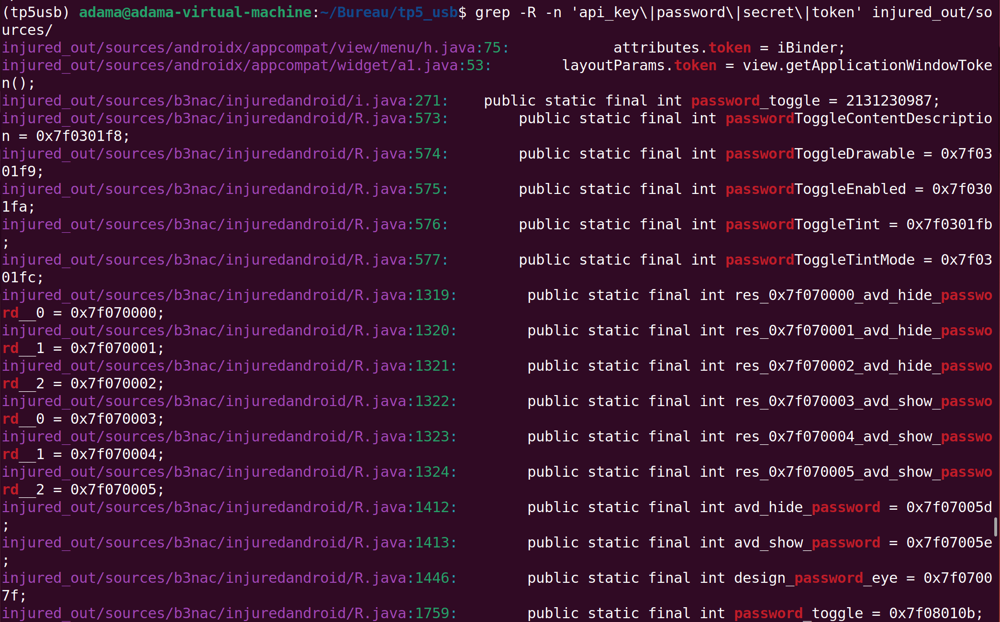 (tp5usb) adama@adama-virtual-machine:~/Bureau/tp5_usb$ grep -R -n 'api_key\|password\|secret\|token' injured_out/so
urces/
injured_out/sources/androidx/appcompat/view/menu/h.java:75:            attributes.token = iBinder;
injured_out/sources/androidx/appcompat/widget/a1.java:53:        layoutParams.token = view.getApplicationWindowToke
n();
injured_out/sources/b3nac/injuredandroid/i.java:271:    public static final int password_toggle = 2131230987;
injured_out/sources/b3nac/injuredandroid/R.java:573:        public static final int passwordToggleContentDescriptio
n = 0x7f0301f8;
injured_out/sources/b3nac/injuredandroid/R.java:574:        public static final int passwordToggleDrawable = 0x7f03
01f9;
injured_out/sources/b3nac/injuredandroid/R.java:575:        public static final int passwordToggleEnabled = 0x7f030
1fa;
injured_out/sources/b3nac/injuredandroid/R.java:576:        public static final int passwordToggleTint = 0x7f0301fb
;
injured_out/sources/b3nac/injuredandroid/R.java:577:        public static final int passwordToggleTintMode = 0x7f03
01fc;
injured_out/sources/b3nac/injuredandroid/R.java:1319:        public static final int res_0x7f070000_avd_hide_passwo
rd__0 = 0x7f070000;
injured_out/sources/b3nac/injuredandroid/R.java:1320:        public static final int res_0x7f070001_avd_hide_passwo
rd__1 = 0x7f070001;
injured_out/sources/b3nac/injuredandroid/R.java:1321:        public static final int res_0x7f070002_avd_hide_passwo
rd__2 = 0x7f070002;
injured_out/sources/b3nac/injuredandroid/R.java:1322:        public static final int res_0x7f070003_avd_show_passwo
rd__0 = 0x7f070003;
injured_out/sources/b3nac/injuredandroid/R.java:1323:        public static final int res_0x7f070004_avd_show_passwo
rd__1 = 0x7f070004;
injured_out/sources/b3nac/injuredandroid/R.java:1324:        public static final int res_0x7f070005_avd_show_passwo
rd__2 = 0x7f070005;
injured_out/sources/b3nac/injuredandroid/R.java:1412:        public static final int avd_hide_password = 0x7f07005d
;
injured_out/sources/b3nac/injuredandroid/R.java:1413:        public static final int avd_show_password = 0x7f07005e
;
injured_out/sources/b3nac/injuredandroid/R.java:1446:        public static final int design_password_eye = 0x7f0700
7f;
injured_out/sources/b3nac/injuredandroid/R.java:1759:        public static final int password_toggle = 0x7f08010b;